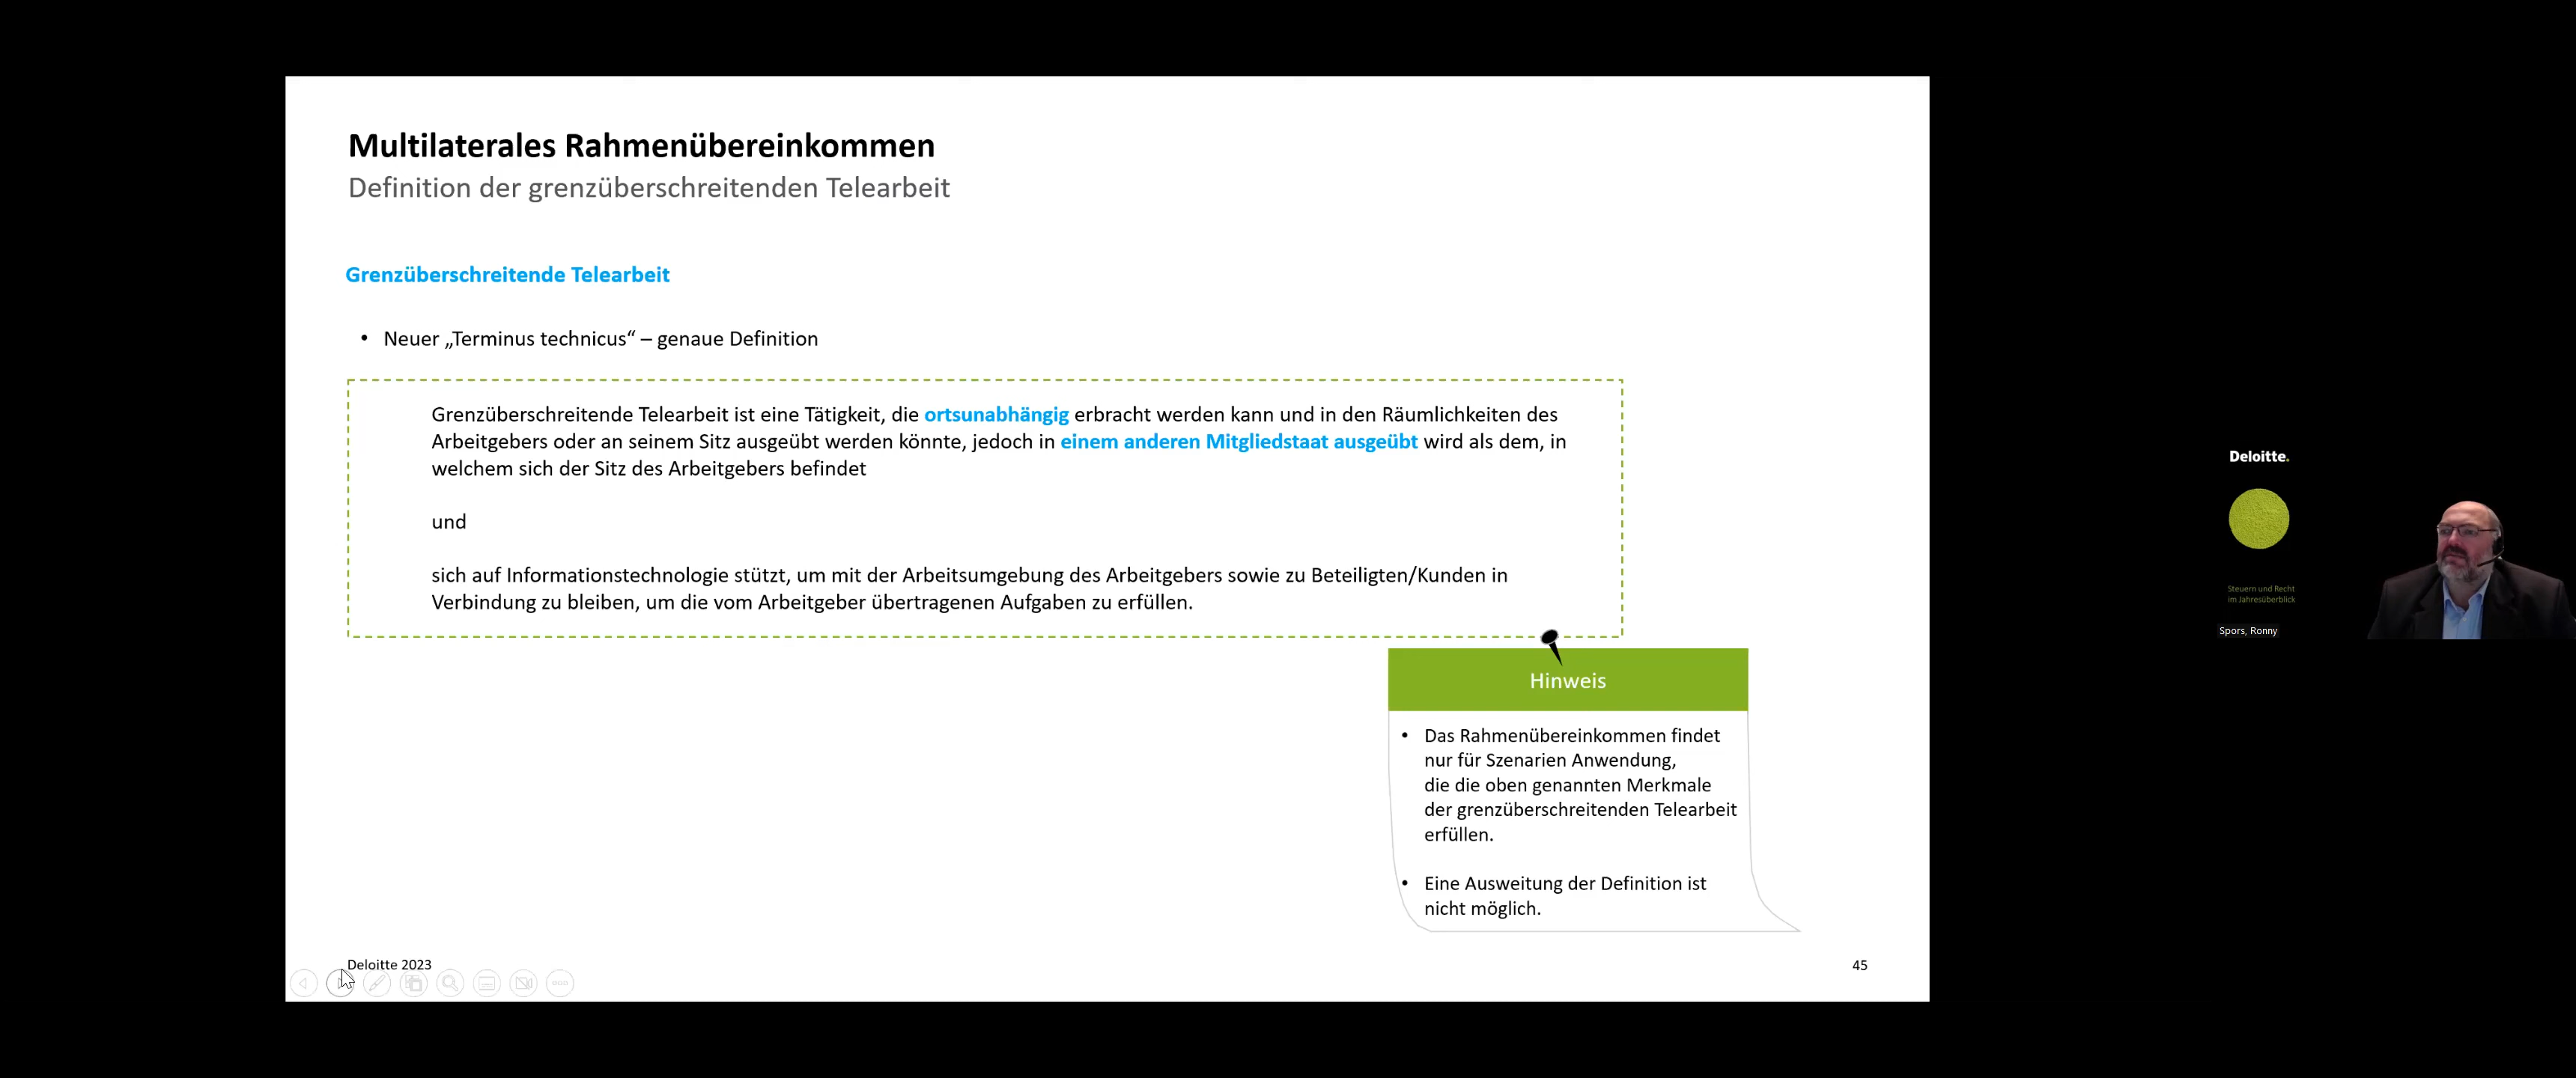 Multilaterales Rahmenübereinkommen
Definition der grenzüberschreitenden Telearbeit
Grenzüberschreitende Telearbeit
• Neuer „Terminus technicus“ – genaue Definition
Grenzüberschreitende Telearbeit ist eine Tätigkeit, die ortsunabhängig erbracht werden kann und in den Räumlichkeiten des
Arbeitgebers oder an seinem Sitz ausgeübt werden könnte, jedoch in einem anderen Mitgliedstaat ausgeübt wird als dem, in
welchem sich der Sitz des Arbeitgebers befindet
und
sich auf Informationstechnologie stützt, um mit der Arbeitsumgebung des Arbeitgebers sowie zu Beteiligten/Kunden in
Verbindung zu bleiben, um die vom Arbeitgeber übertragenen Aufgaben zu erfüllen.
Hinweis
• Das Rahmenübereinkommen findet
nur für Szenarien Anwendung,
die die oben genannten Merkmale
der grenzüberschreitenden Telearbeit
erfüllen.
• Eine Ausweitung der Definition ist
nicht möglich.
Deloitte 2023
45
Deloitte.
Steuern und Recht
im Jahresüberblick
Spors, Ronny